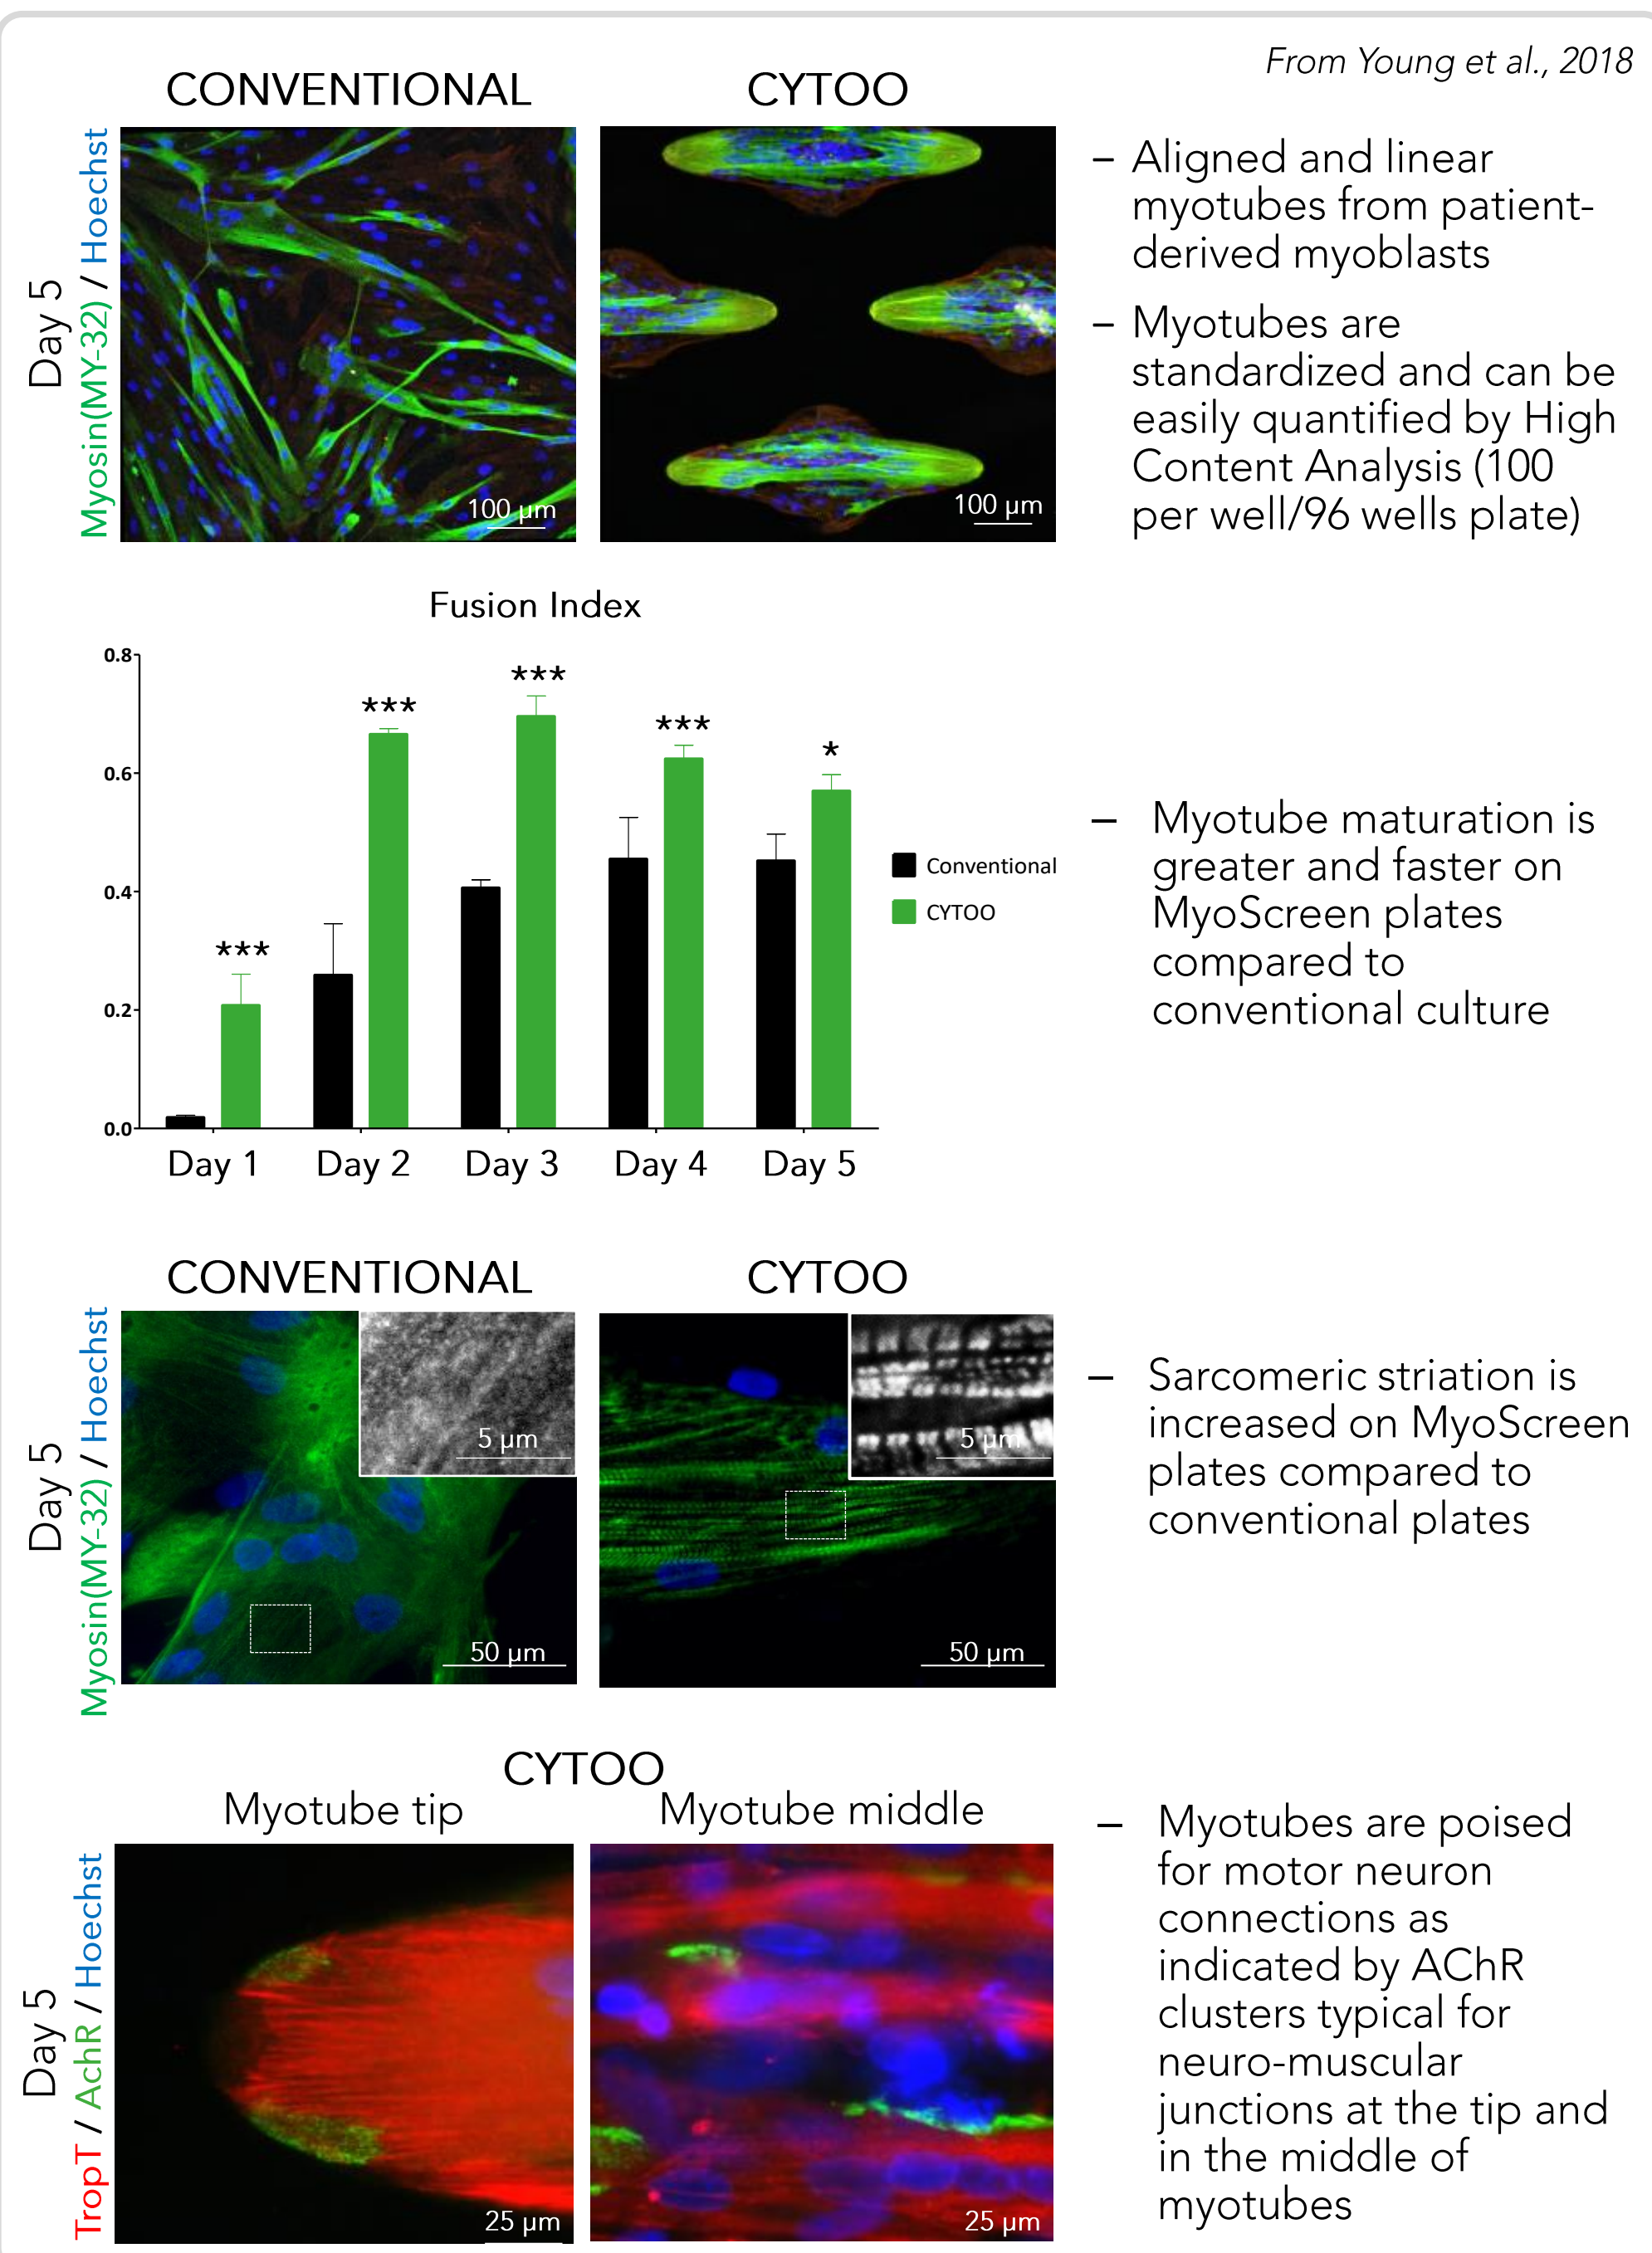 From Young et al., 2018
CONVENTIONAL
CYTOO
Day 5
Myosin(MY-32) / Hoechst
100 µm
100 µm
– Aligned and linear
myotubes from patient-
derived myoblasts
– Myotubes are
standardized and can be
easily quantified by High
Content Analysis (100
per well/96 wells plate)
Fusion Index
0.8
0.6
0.4
0.2
0.0
***
***
***
***
*
Day 1
Day 2
Day 3
Day 4
Day 5
Conventional
CYTOO
– Myotube maturation is
greater and faster on
MyoScreen plates
compared to
conventional culture
CONVENTIONAL
CYTOO
Day 5
Myosin(MY-32) / Hoechst
5 µm
50 µm
5 µm
50 µm
– Sarcomeric striation is
increased on MyoScreen
plates compared to
conventional plates
CYTOO
Myotube tip
Myotube middle
Day 5
TropT / AchR / Hoechst
25 µm
25 µm
– Myotubes are poised
for motor neuron
connections as
indicated by AChR
clusters typical for
neuro-muscular
junctions at the tip and
in the middle of
myotubes